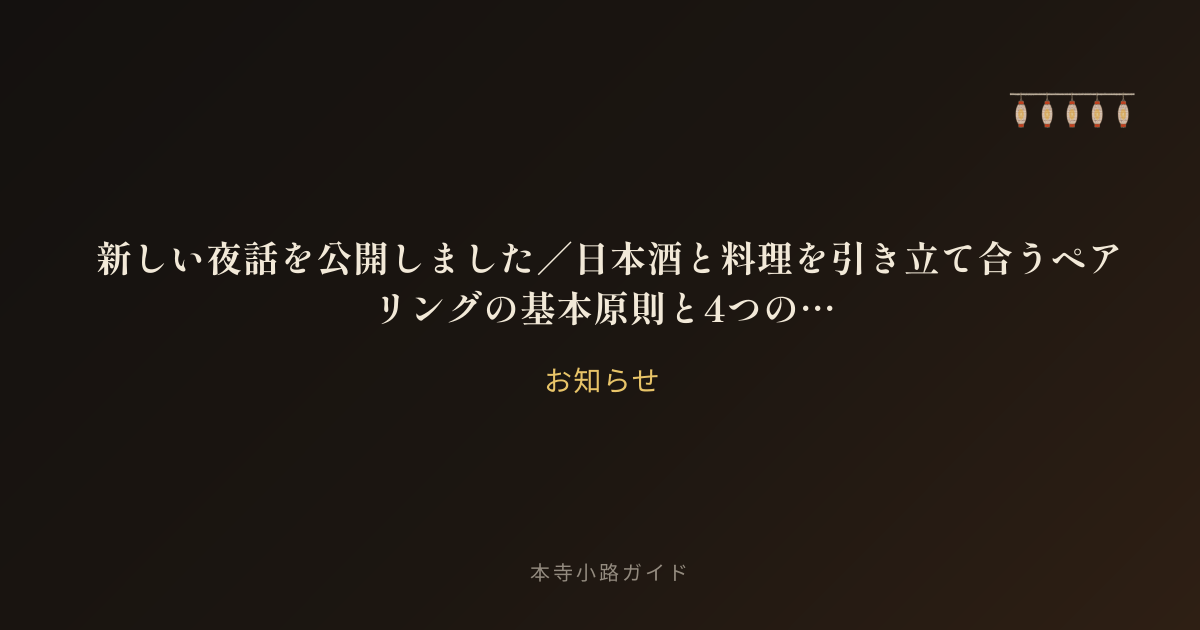 新しい夜話を公開しました／日本酒と料理を引き立て合うペア
リングの基本原則と4つの…
お知らせ
本寺小路ガイド